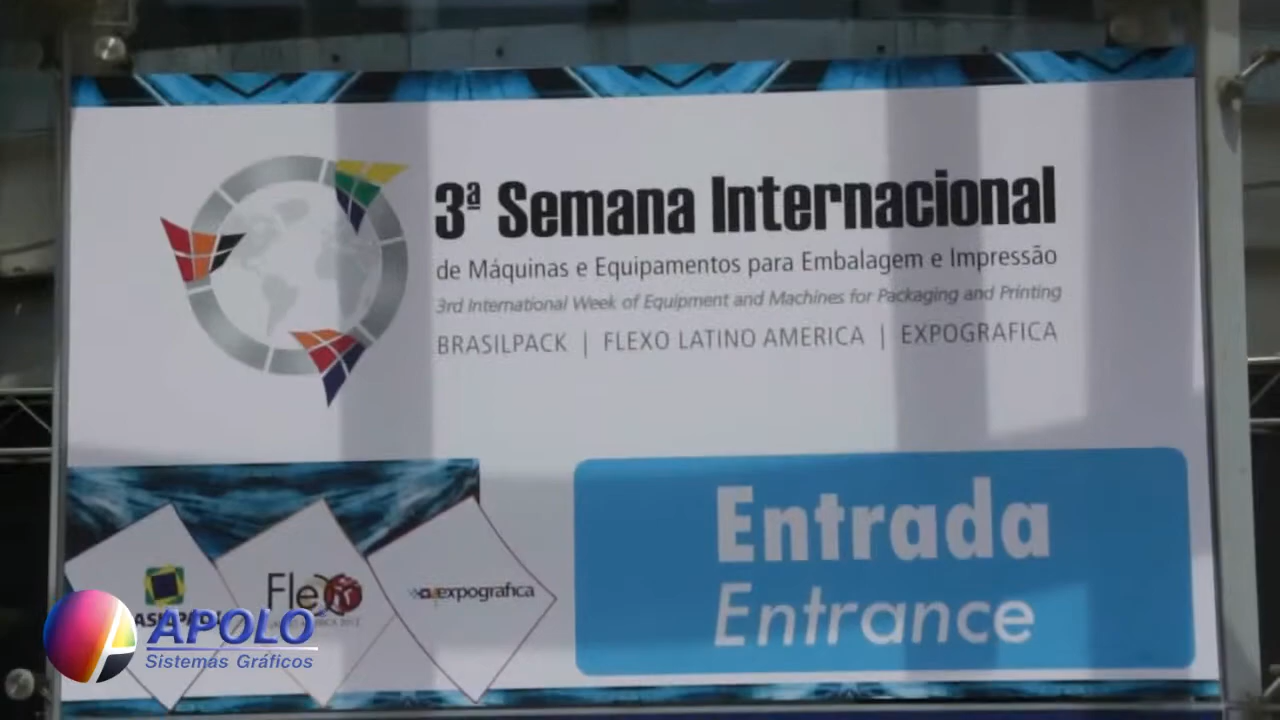 3ª Semana Internacional
de Máquinas e Equipamentos para Embalagem e Impressão
3rd International Week of Equipment and Machines for Packaging and Printing
BRASILPACK | FLEXO LATINO AMERICA | EXPOGRAFICA
Entrada
Entrance
Flexo
expografica
APOLO
Sistemas Gráficos